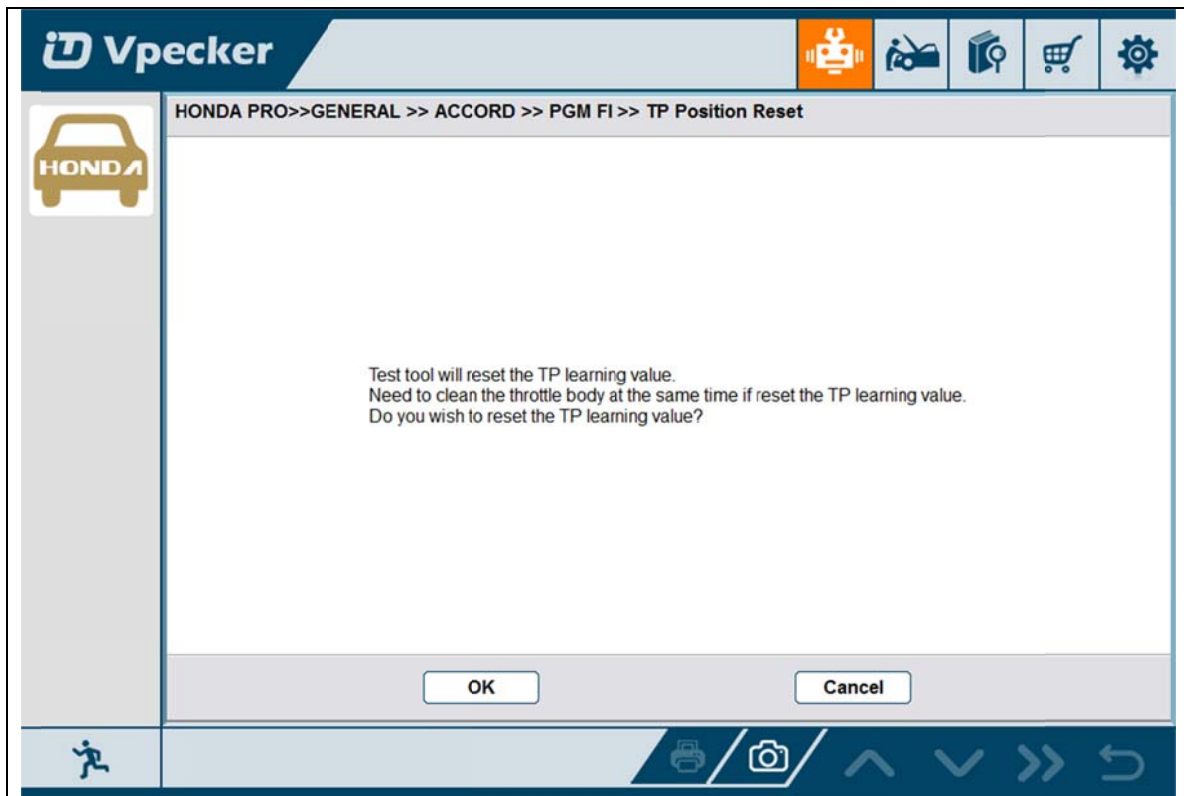 Vpecker
HONDA PRO>>GENERAL >> ACCORD >> PGM FI >> TP Position Reset
HONDA
Test tool will reset the TP learning value.
Need to clean the throttle body at the same time if reset the TP learning value.
Do you wish to reset the TP learning value?
OK
Cancel